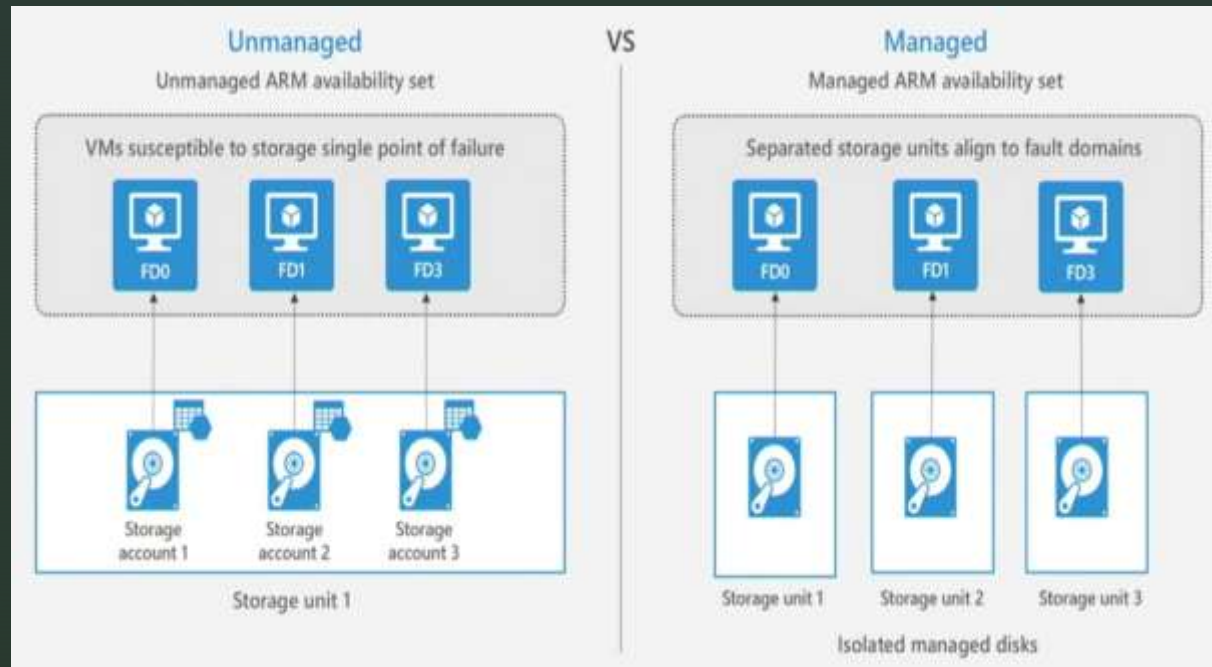 Unmanaged
VS
Managed
Unmanaged ARM availability set
Managed ARM availability set
VMs susceptible to storage single point of failure
FD0
FD1
FD3
Separated storage units align to fault domains
FD0
FD1
FD3
Storage
account 1
Storage
account 2
Storage
account 3
Storage unit 1
Storage unit 1
Storage unit 2
Storage unit 3
Isolated managed disks